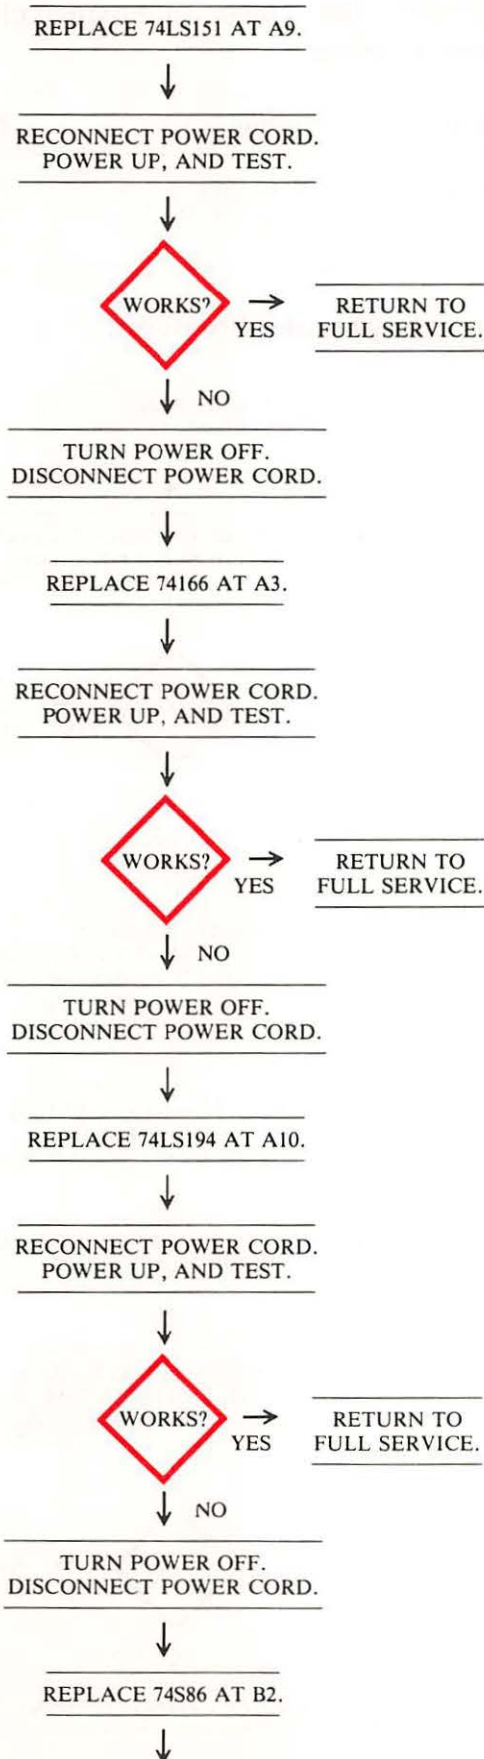 REPLACE 74LS151 AT A9.
RECONNECT POWER CORD.
POWER UP, AND TEST.
WORKS?
YES
RETURN TO
FULL SERVICE.
NO
TURN POWER OFF.
DISCONNECT POWER CORD.
REPLACE 74166 AT A3.
RECONNECT POWER CORD.
POWER UP, AND TEST.
WORKS?
YES
RETURN TO
FULL SERVICE.
NO
TURN POWER OFF.
DISCONNECT POWER CORD.
REPLACE 74LS194 AT A10.
RECONNECT POWER CORD.
POWER UP, AND TEST.
WORKS?
YES
RETURN TO
FULL SERVICE.
NO
TURN POWER OFF.
DISCONNECT POWER CORD.
REPLACE 74S86 AT B2.